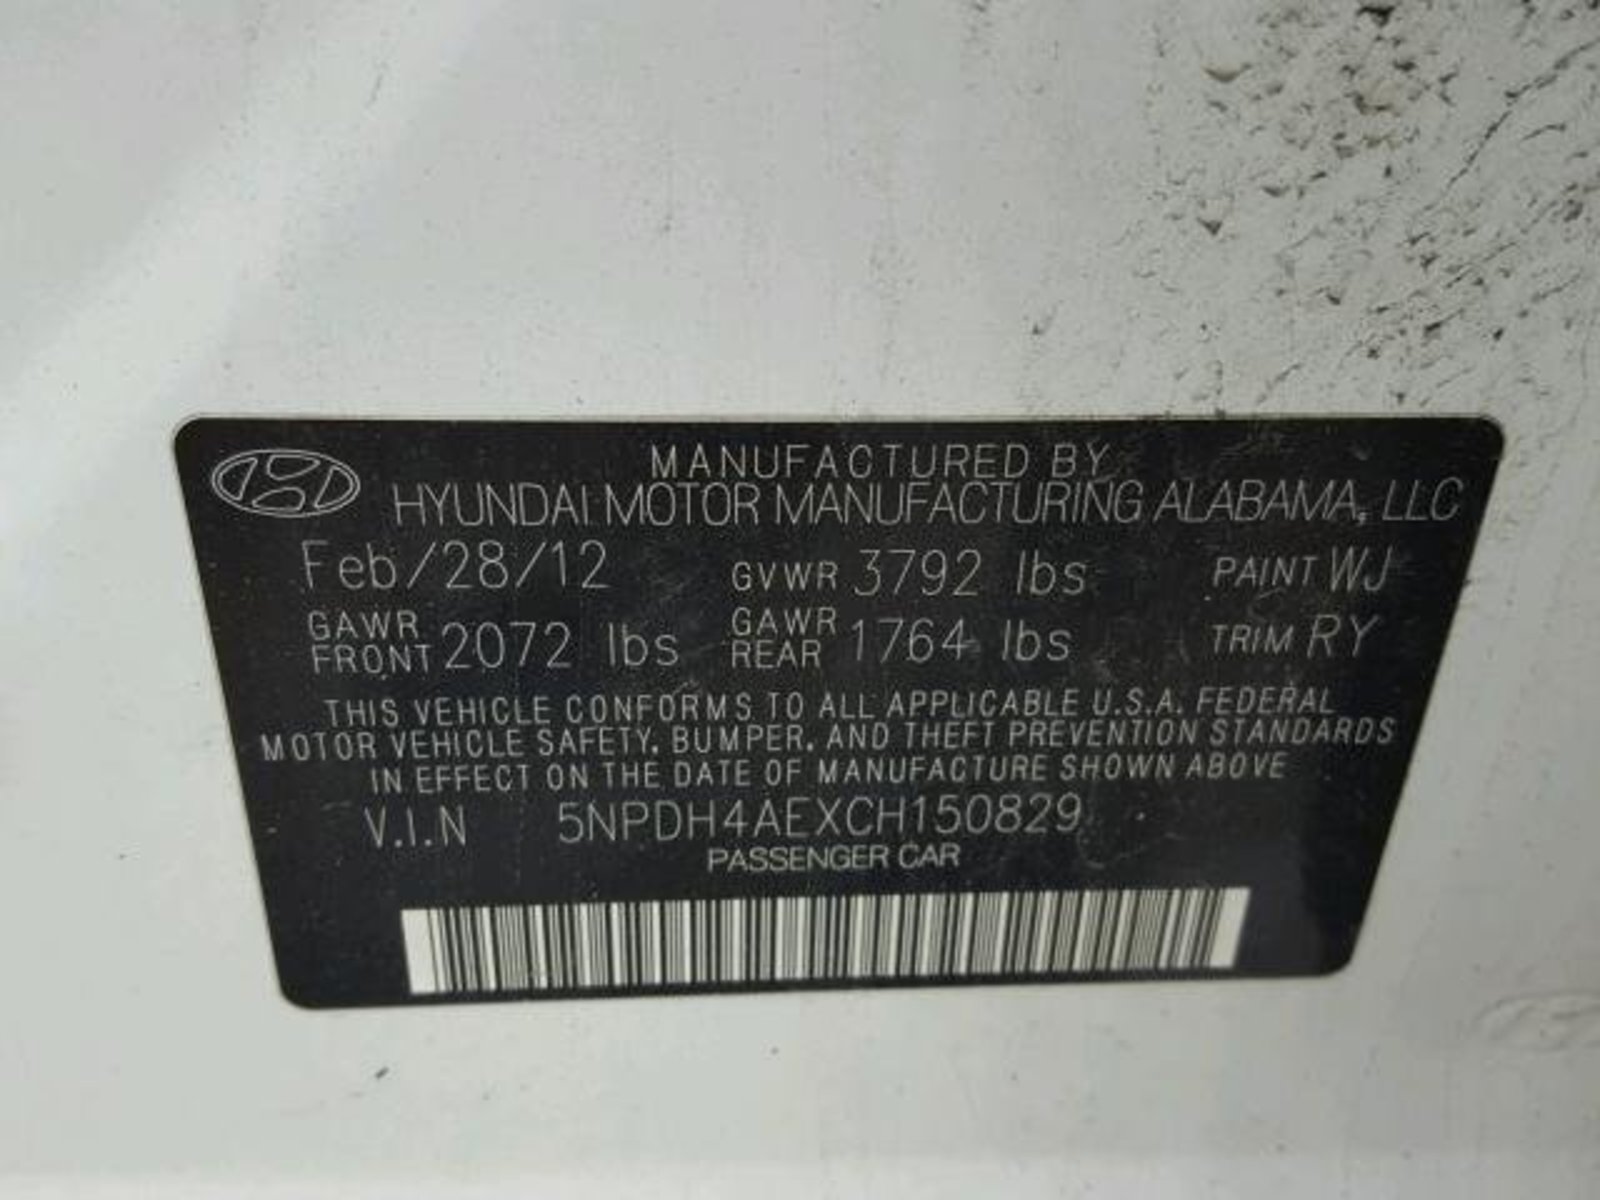 MANUFACTURED BY
HYUNDAI MOTOR MANUFACTURING ALABAMA, LLC
Feb/28/12 GVWR 3792 lbs PAINT WJ
GAWR FRONT 2072 lbs GAWR REAR 1764 lbs TRIM RY
THIS VEHICLE CONFORMS TO ALL APPLICABLE U.S.A. FEDERAL
MOTOR VEHICLE SAFETY. BUMPER. AND THEFT PREVENTION STANDARDS
IN EFFECT ON THE DATE OF MANUFACTURE SHOWN ABOVE
V.I.N 5NPDH4AEXCH150829
PASSENGER CAR